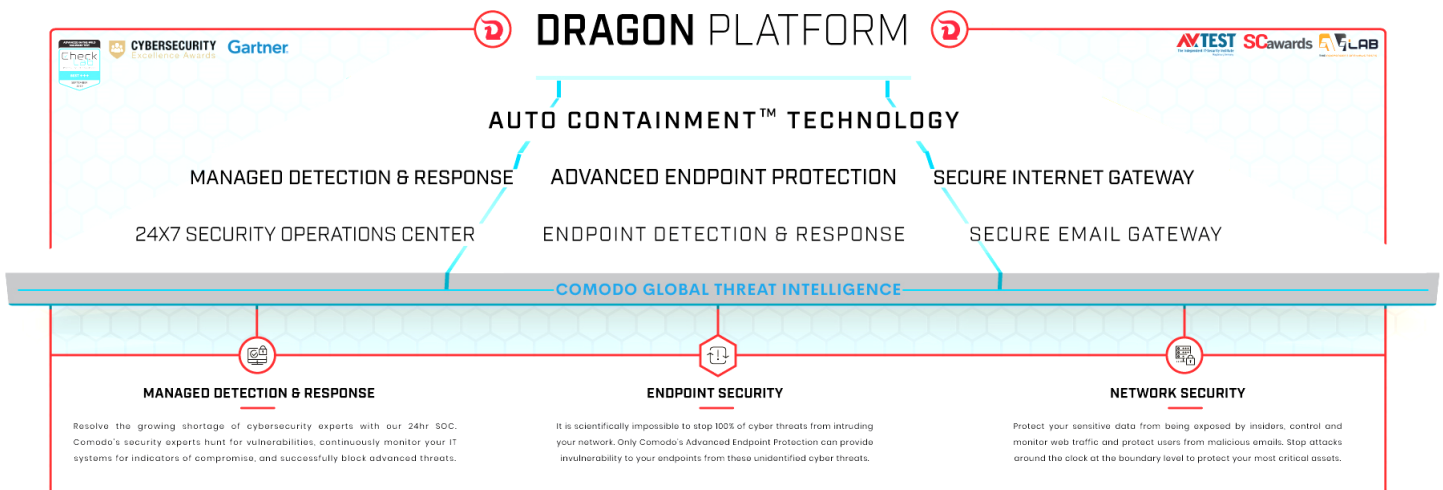 DRAGON PLATFORM
Check
CYBERSECURITY
Excellence Awards
Gartner
AVTEST
SCawards
LAB
AUTO CONTAINMENT™ TECHNOLOGY
MANAGED DETECTION & RESPONSE
ADVANCED ENDPOINT PROTECTION
SECURE INTERNET GATEWAY
24X7 SECURITY OPERATIONS CENTER
ENDPOINT DETECTION & RESPONSE
SECURE EMAIL GATEWAY
COMODO GLOBAL THREAT INTELLIGENCE
MANAGED DETECTION & RESPONSE
Resolve the growing shortage of cybersecurity experts with our 24hr SOC.
Comodo's security experts hunt for vulnerabilities, continuously monitor your IT
systems for indicators of compromise, and successfully block advanced threats.
ENDPOINT SECURITY
It is scientifically impossible to stop 100% of cyber threats from intruding
your network. Only Comodo's Advanced Endpoint Protection can provide
invulnerability to your endpoints from these unidentified cyber threats.
NETWORK SECURITY
Protect your sensitive data from being exposed by insiders, control and
monitor web traffic and protect users from malicious emails. Stop attacks
around the clock at the boundary level to protect your most critical assets.